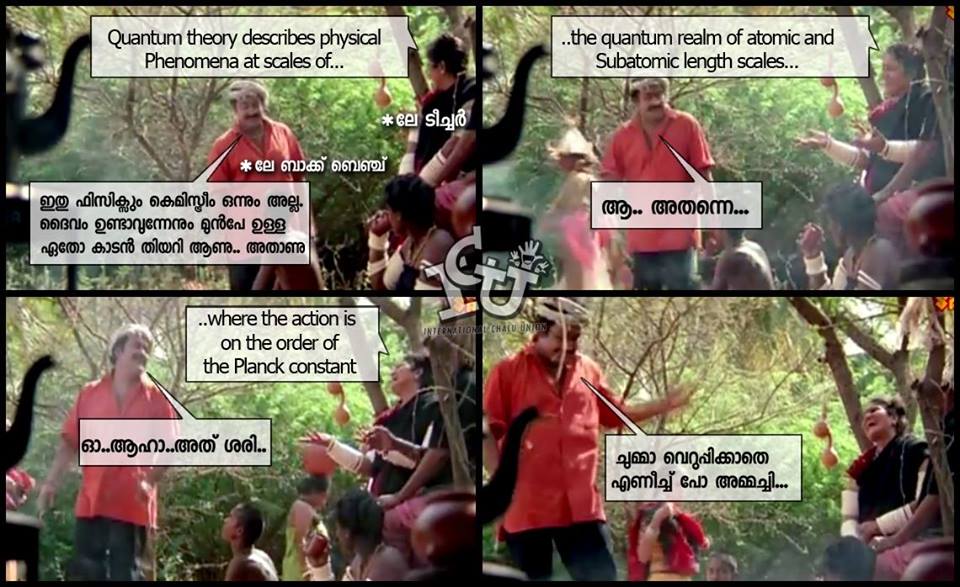 Quantum theory describes physical
Phenomena at scales of...
*ലേ ടീച്ചർ
*ലേ ബാക്ക് ബെഞ്ച്
ഇതു ഫിസിക്സും കെമിസ്ട്രീം ഒന്നും അല്ല.
ദൈവം ഉണ്ടാവുന്നേനും മുൻപേ ഉള്ള
ഏതോ കാടൻ തിയറി ആണു.. അതാണു
..the quantum realm of atomic and
Subatomic length scales...
ആ.. അതന്നെ...
..where the action is
on the order of
the Planck constant
ഓ..ആഹാ..അത് ശരി..
ചുമ്മാ വെറുപ്പിക്കാതെ
എണീച്ച് പോ അമ്മച്ചി...
ICU
INTERNATIONAL CHALU UNION